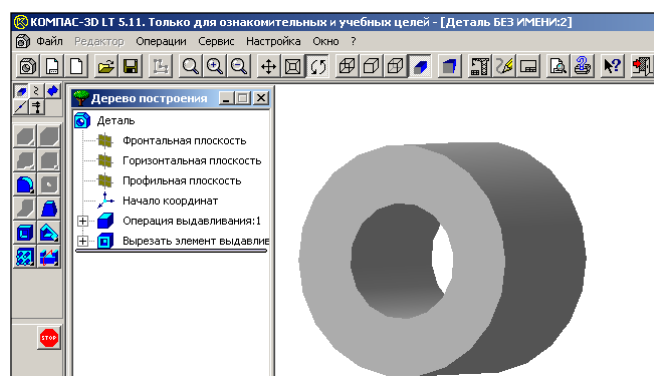 КОМПАС-3D LT 5.11. Только для ознакомительных и учебных целей - [Деталь БЕЗ ИМЕНИ:2]
Файл Редактор Операции Сервис Настройка Окно ?
Дерево построения
Деталь
Фронтальная плоскость
Горизонтальная плоскость
Профильная плоскость
Начало координат
Операция выдавливания:1
Вырезать элемент выдавлив
STOP